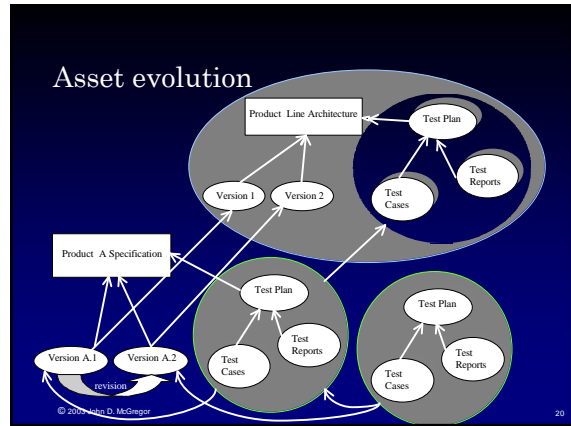 Asset evolution
Product Line Architecture
Test Plan
Test
Reports
Test
Cases
Version 1
Version 2
Product A Specification
Test Plan
Test
Reports
Test
Cases
Test Plan
Test
Reports
Test
Cases
Version A.1
Version A.2
revision
© 2003 John D. McGregor
20